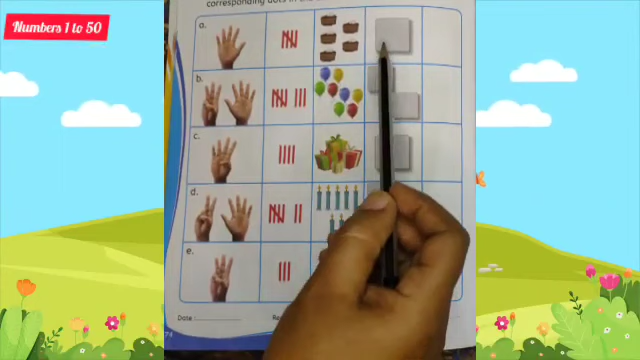 Numbers 1 to 50
corresponding dots in the
a.
b.
c.
d.
e.
Date :